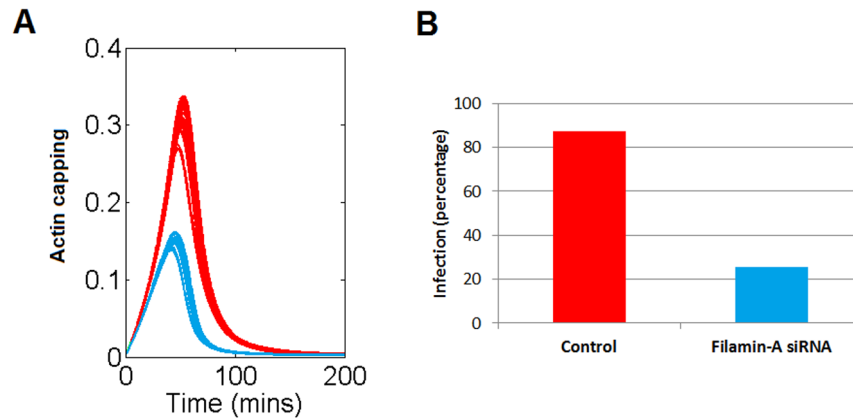 A
Actin capping
0.4
0.3
0.2
0.1
0
0 100 200
Time (mins)
B
Infection (percentage)
100
80
60
40
20
0
Control Filamin-A siRNA